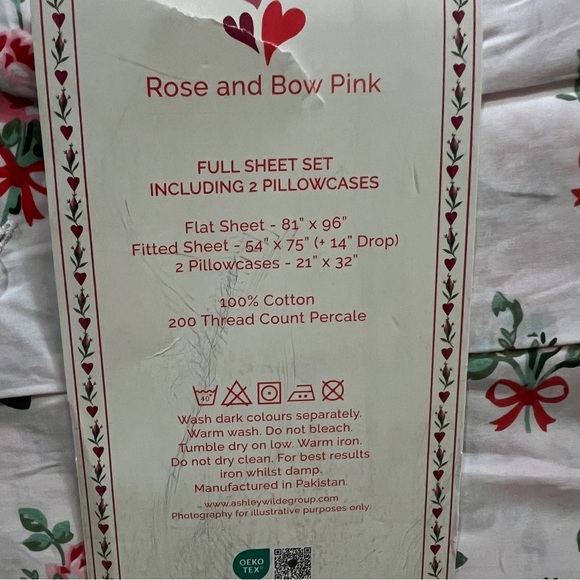 Rose and Bow Pink
FULL SHEET SET
INCLUDING 2 PILLOWCASES
Flat Sheet - 81" x 96"
Fitted Sheet - 54" x 75" (+ 14" Drop)
2 Pillowcases - 21" x 32"
100% Cotton
200 Thread Count Percale
40°
Wash dark colours separately.
Warm wash. Do not bleach.
Tumble dry on low. Warm iron.
Do not dry clean. For best results
iron whilst damp.
Manufactured in Pakistan.
www.ashleywildegroup.com
Photography for illustrative purposes only.
OEKO
TEX®